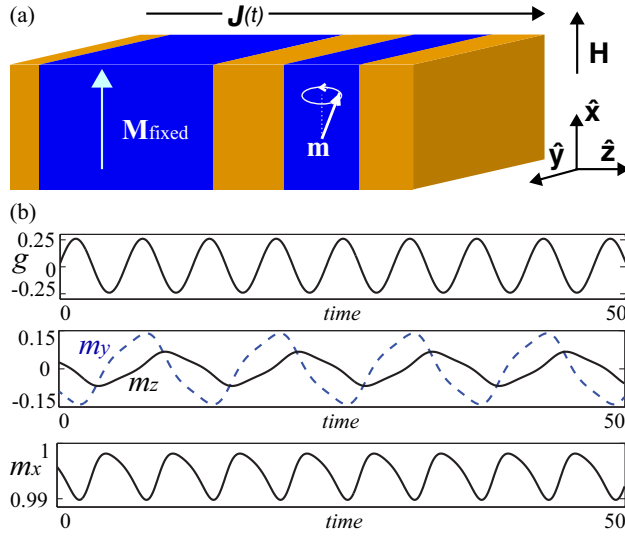 (a)
J(t)
H
M_fixed
m
x̂
ŷ
ẑ
(b)
0.25
g
0
-0.25
0
time
50
0.15
m_y
0
m_z
-0.15
0
time
50
1
m_x
0.99
0
time
50